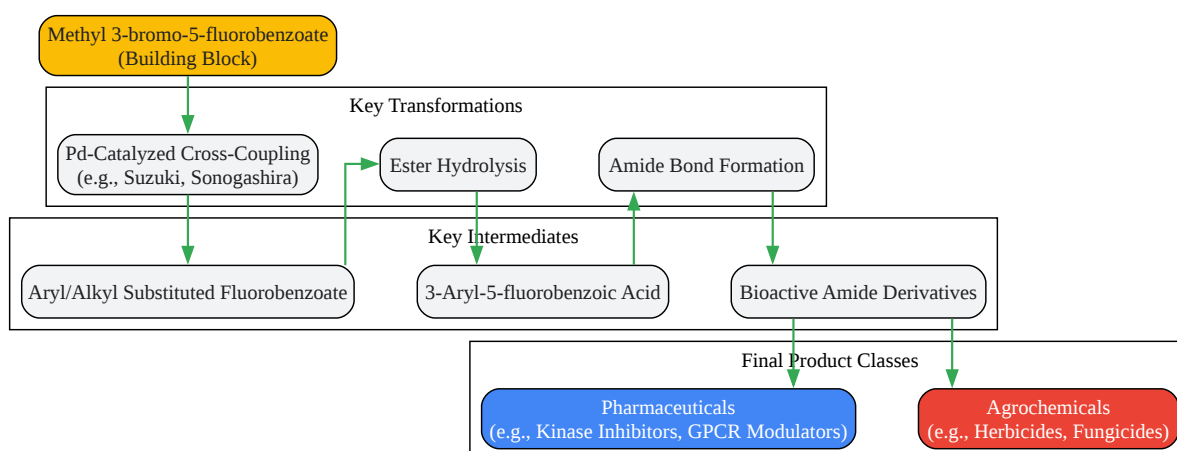 Methyl 3-bromo-5-fluorobenzoate
(Building Block)
Key Transformations
Pd-Catalyzed Cross-Coupling
(e.g., Suzuki, Sonogashira)
Ester Hydrolysis
Amide Bond Formation
Key Intermediates
Aryl/Alkyl Substituted Fluorobenzoate
3-Aryl-5-fluorobenzoic Acid
Bioactive Amide Derivatives
Final Product Classes
Pharmaceuticals
(e.g., Kinase Inhibitors, GPCR Modulators)
Agrochemicals
(e.g., Herbicides, Fungicides)